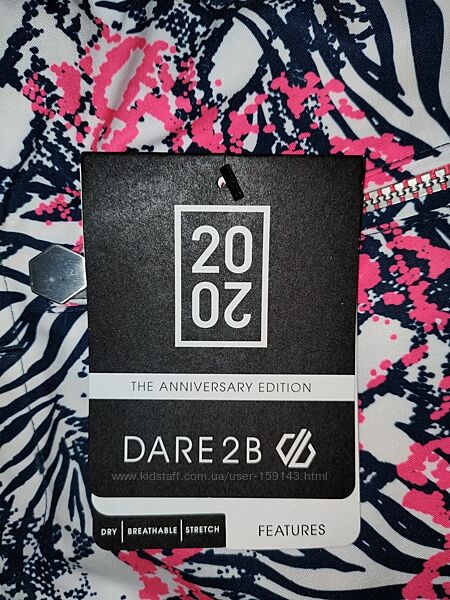 20
20
THE ANNIVERSARY EDITION
DARE 2B
www.kidstaff.com.ua/user-159143.html
DRY | BREATHABLE | STRETCH
FEATURES